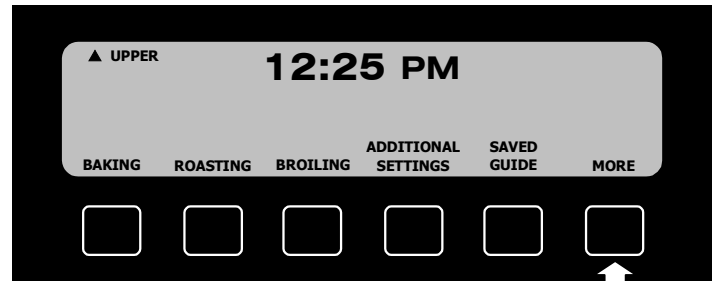 ▲ UPPER
12:25 PM
BAKING ROASTING BROILING ADDITIONAL SETTINGS SAVED GUIDE MORE